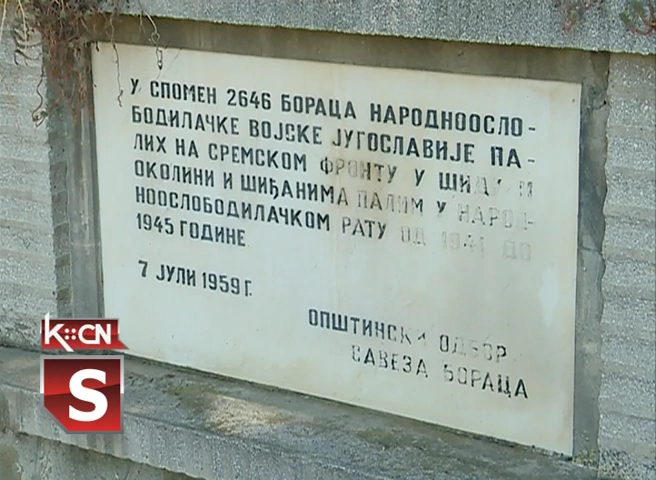 У СПОМЕН 2646 БОРАЦА НАРОДНООСЛО-
БОДИЛАЧКЕ ВОЈСКЕ ЈУГОСЛАВИЈЕ ПА-
ЛИХ НА СРЕМСКОМ ФРОНТУ У ШИДУ И
ОКОЛИНИ И ШИЂАНИМА ПАЛИМ У НАРОД-
НООСЛОБОДИЛАЧКОМ РАТУ ОД 1941 ДО
1945 ГОДИНЕ
7 ЈУЛИ 1959 Г.
ОПШТИНСКИ ОДБОР
САВЕЗА БОРАЦА
K::CN
S